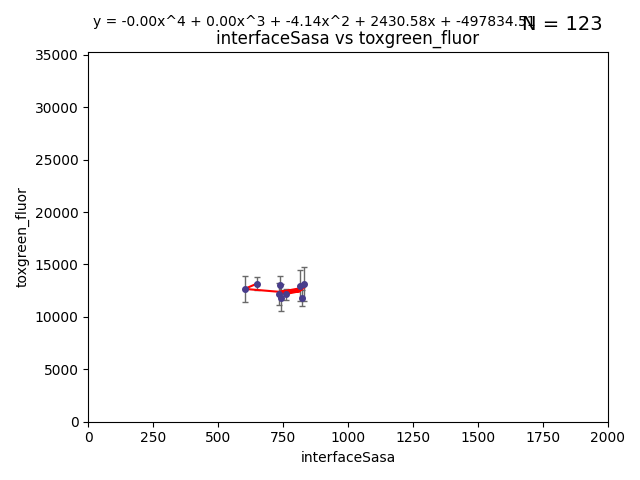 y = -0.00x^4 + 0.00x^3 + -4.14x^2 + 2430.58x + -497834.51
N = 123
interfaceSasa vs toxgreen_fluor
35000
30000
25000
20000
15000
10000
5000
0
toxgreen_fluor
0 250 500 750 1000 1250 1500 1750 2000
interfaceSasa